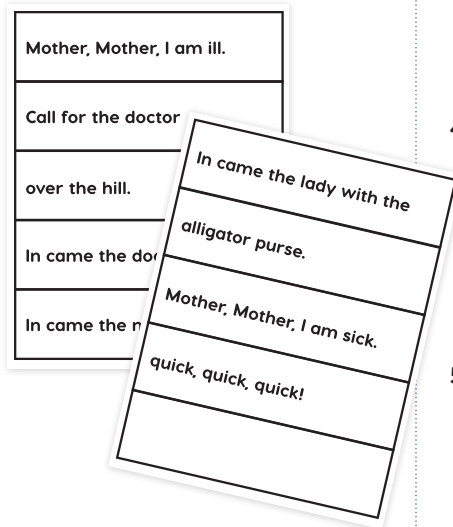 Mother, Mother, I am ill.
Call for the doctor
over the hill.
In came the
In came the
In came the lady with the
alligator purse.
Mother, Mother, I am sick.
quick, quick, quick!